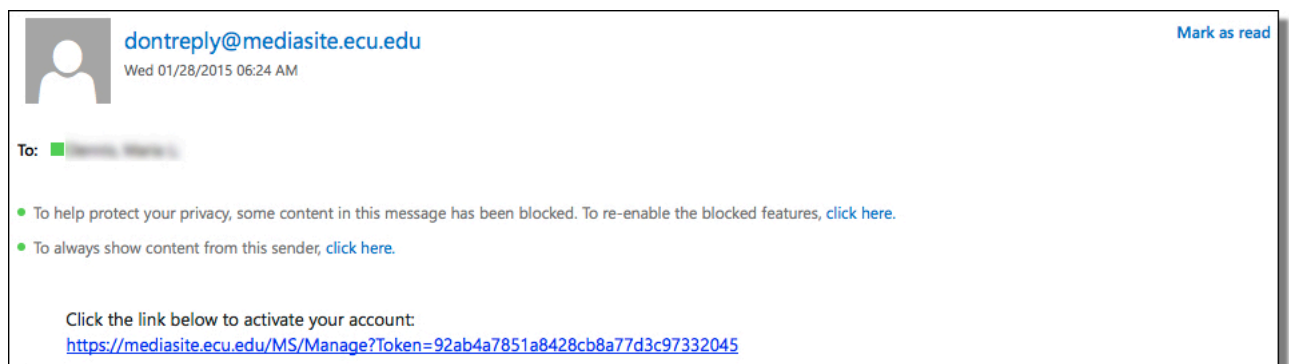 dontreply@mediasite.ecu.edu
Mark as read
Wed 01/28/2015 06:24 AM
To:
To help protect your privacy, some content in this message has been blocked. To re-enable the blocked features, click here.
To always show content from this sender, click here.
Click the link below to activate your account:
https://mediasite.ecu.edu/MS/Manage?Token=92ab4a7851a8428cb8a77d3c97332045